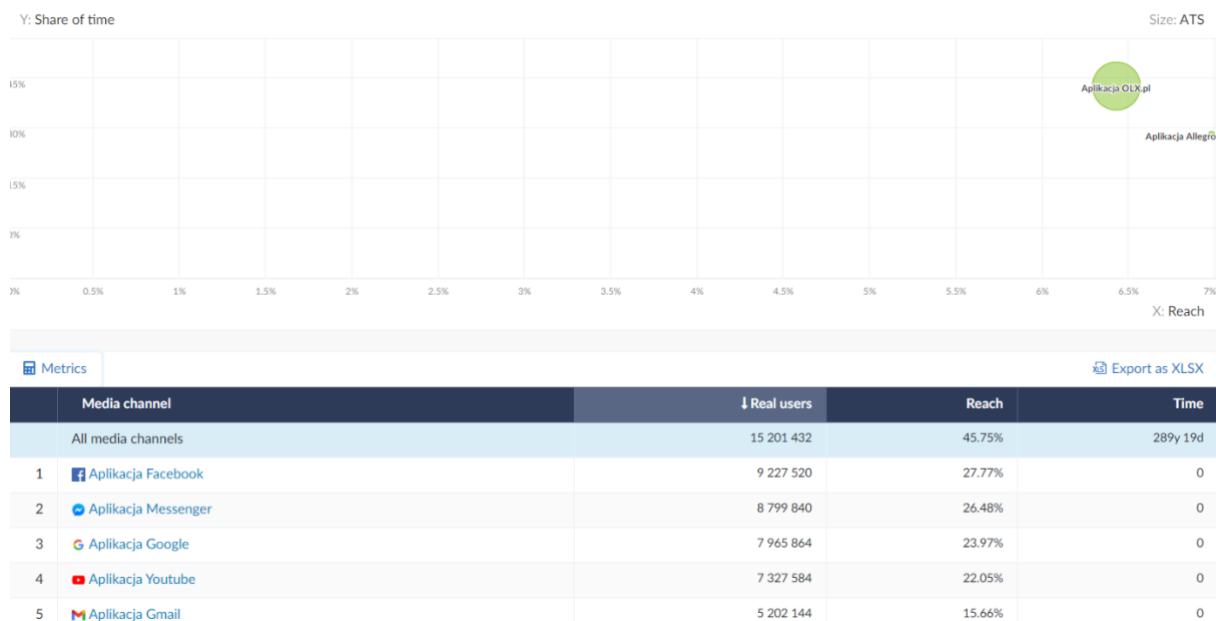 Y: Share of time Size: ATS
45%
30%
15%
0%
Aplikacja OLX.pl
Aplikacja Allegro
0% 0.5% 1% 1.5% 2% 2.5% 3% 3.5% 4% 4.5% 5% 5.5% 6% 6.5% 7%
X: Reach
Metrics Export as XLSX
Media channel ↓ Real users Reach Time
All media channels 15 201 432 45.75% 289y 19d
1 Aplikacja Facebook 9 227 520 27.77% 0
2 Aplikacja Messenger 8 799 840 26.48% 0
3 Aplikacja Google 7 965 864 23.97% 0
4 Aplikacja Youtube 7 327 584 22.05% 0
5 Aplikacja Gmail 5 202 144 15.66% 0